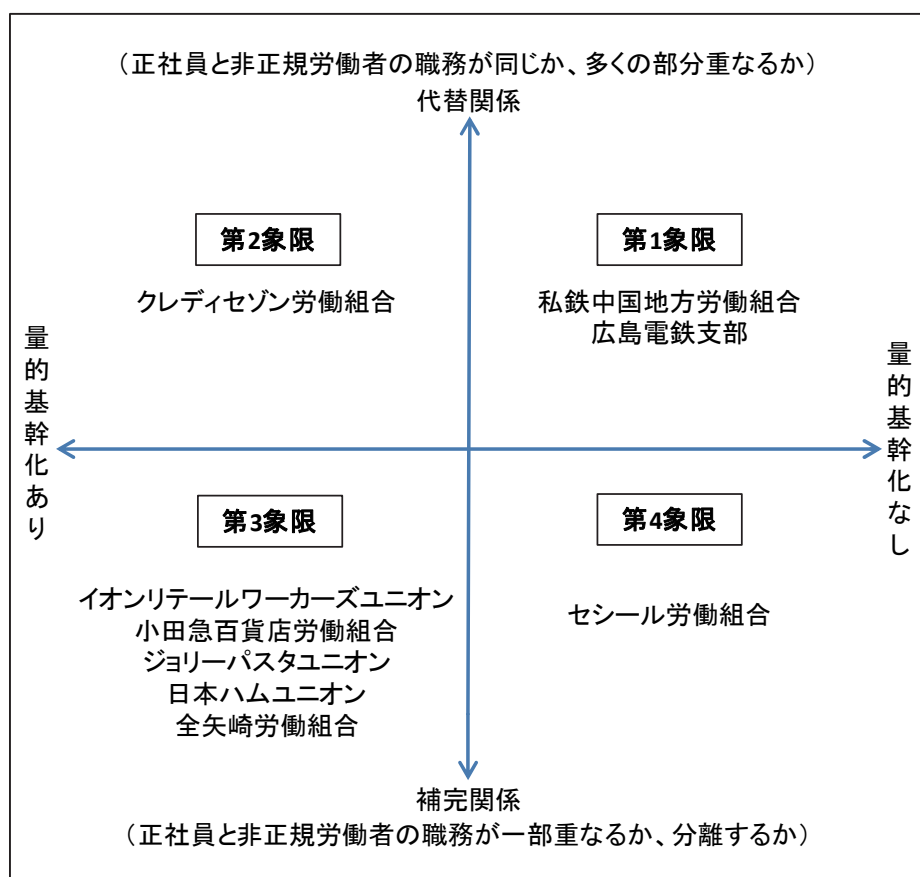 （正社員と非正規労働者の職務が同じか、多くの部分重なるか）
代替関係
第2象限
第1象限
クレディセゾン労働組合
私鉄中国地方労働組合
広島電鉄支部
量的基幹化あり
量的基幹化なし
第3象限
第4象限
イオンリテールワーカーズユニオン
小田急百貨店労働組合
ジョリーパスタユニオン
日本ハムユニオン
全矢崎労働組合
セシール労働組合
補完関係
（正社員と非正規労働者の職務が一部重なるか、分離するか）